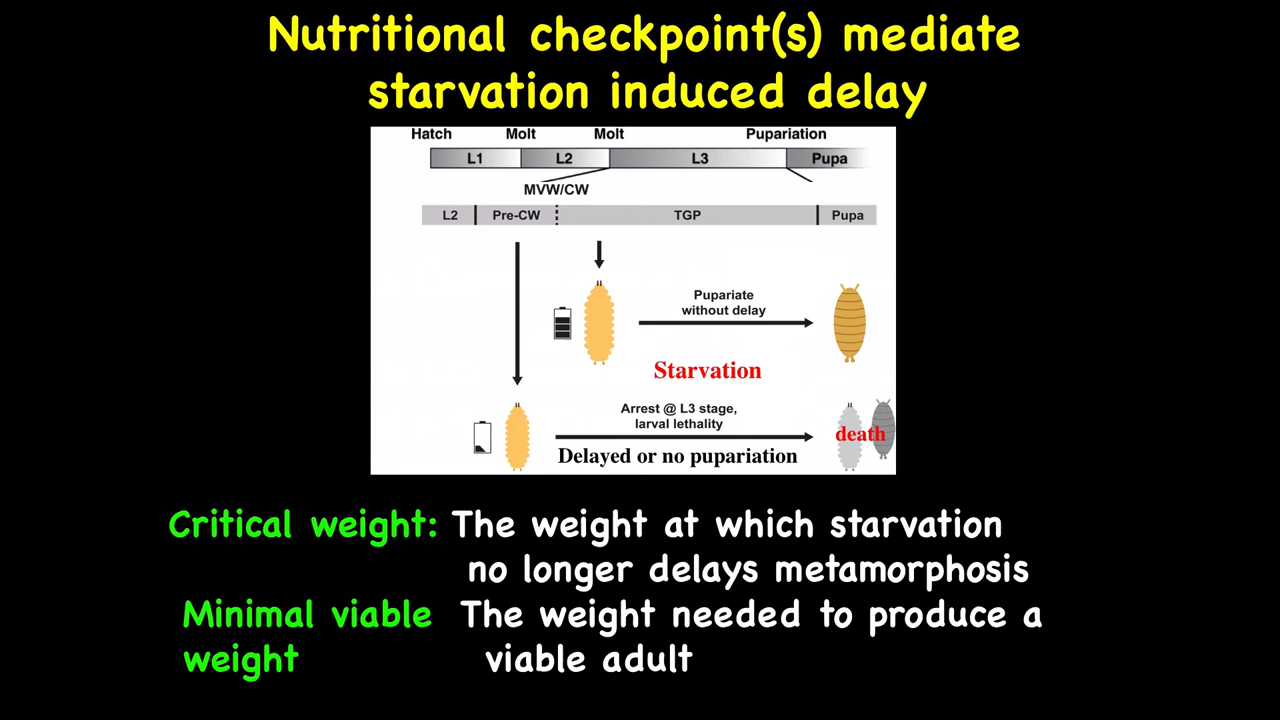 Nutritional checkpoint(s) mediate
starvation induced delay
Hatch Molt Molt Pupariation
L1 L2 L3 Pupa
MVW/CW
L2 Pre-CW TGP Pupa
Pupariate
without delay
Starvation
Arrest @ L3 stage,
larval lethality
death
Delayed or no pupariation
Critical weight: The weight at which starvation
no longer delays metamorphosis
Minimal viable The weight needed to produce a
weight viable adult